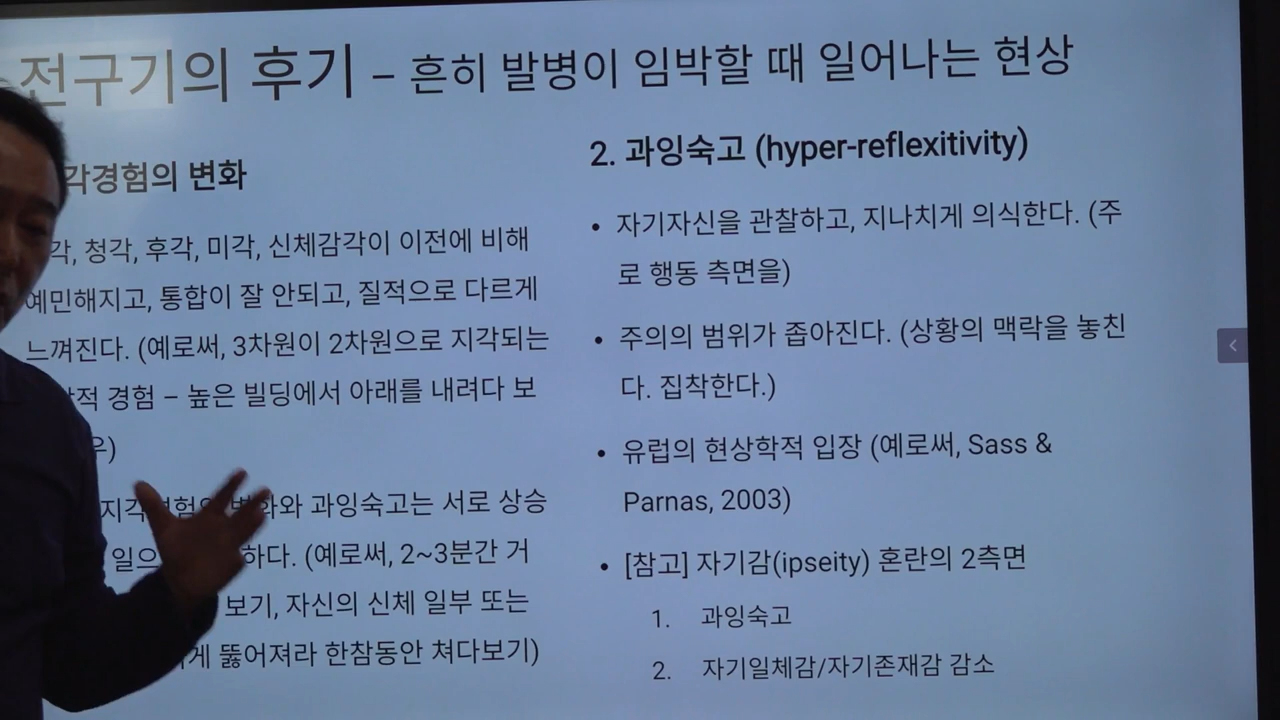 전구기의 후기 – 흔히 발병이 임박할 때 일어나는 현상
각경험의 변화
각, 청각, 후각, 미각, 신체감각이 이전에 비해
예민해지고, 통합이 잘 안되고, 질적으로 다르게
느껴진다. (예로써, 3차원이 2차원으로 지각되는
적 경험 – 높은 빌딩에서 아래를 내려다 보
우)
과잉숙고는 서로 상승
하다. (예로써, 2~3분간 거
보기, 자신의 신체 일부 또는
게 뚫어져라 한참동안 쳐다보기)
2. 과잉숙고 (hyper-reflexitivity)
• 자기자신을 관찰하고, 지나치게 의식한다. (주
로 행동 측면을)
• 주의의 범위가 좁아진다. (상황의 맥락을 놓친
다. 집착한다.)
• 유럽의 현상학적 입장 (예로써, Sass &
Parnas, 2003)
• [참고] 자기감(ipseity) 혼란의 2측면
1. 과잉숙고
2. 자기일체감/자기존재감 감소